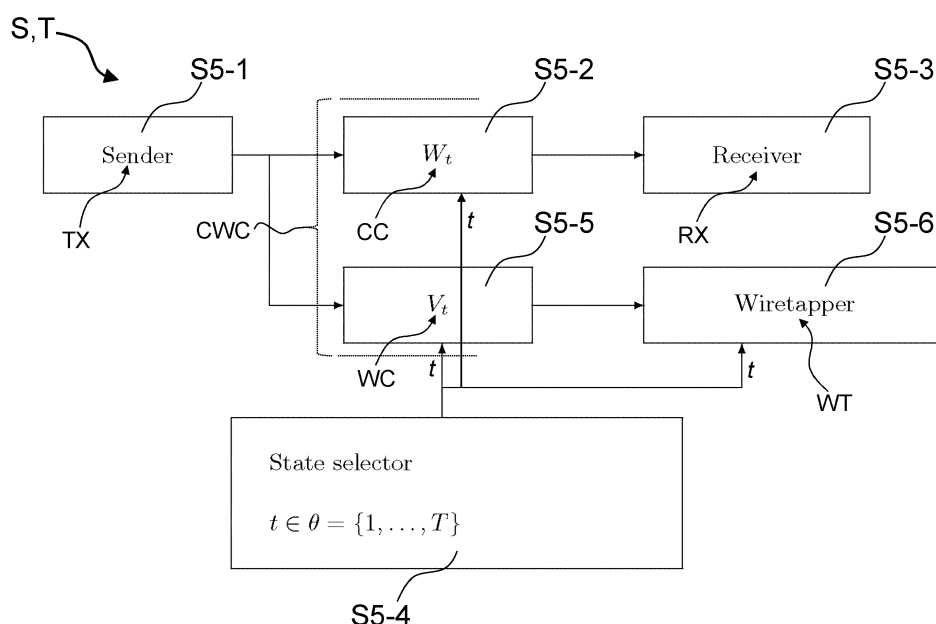 S,T
S5-1
S5-2
S5-3
Sender
W_t
Receiver
TX
CWC
CC
t
RX
S5-5
S5-6
V_t
Wiretapper
WC
t
t
WT
State selector
t ∈ θ = {1, . . . , T}
S5-4